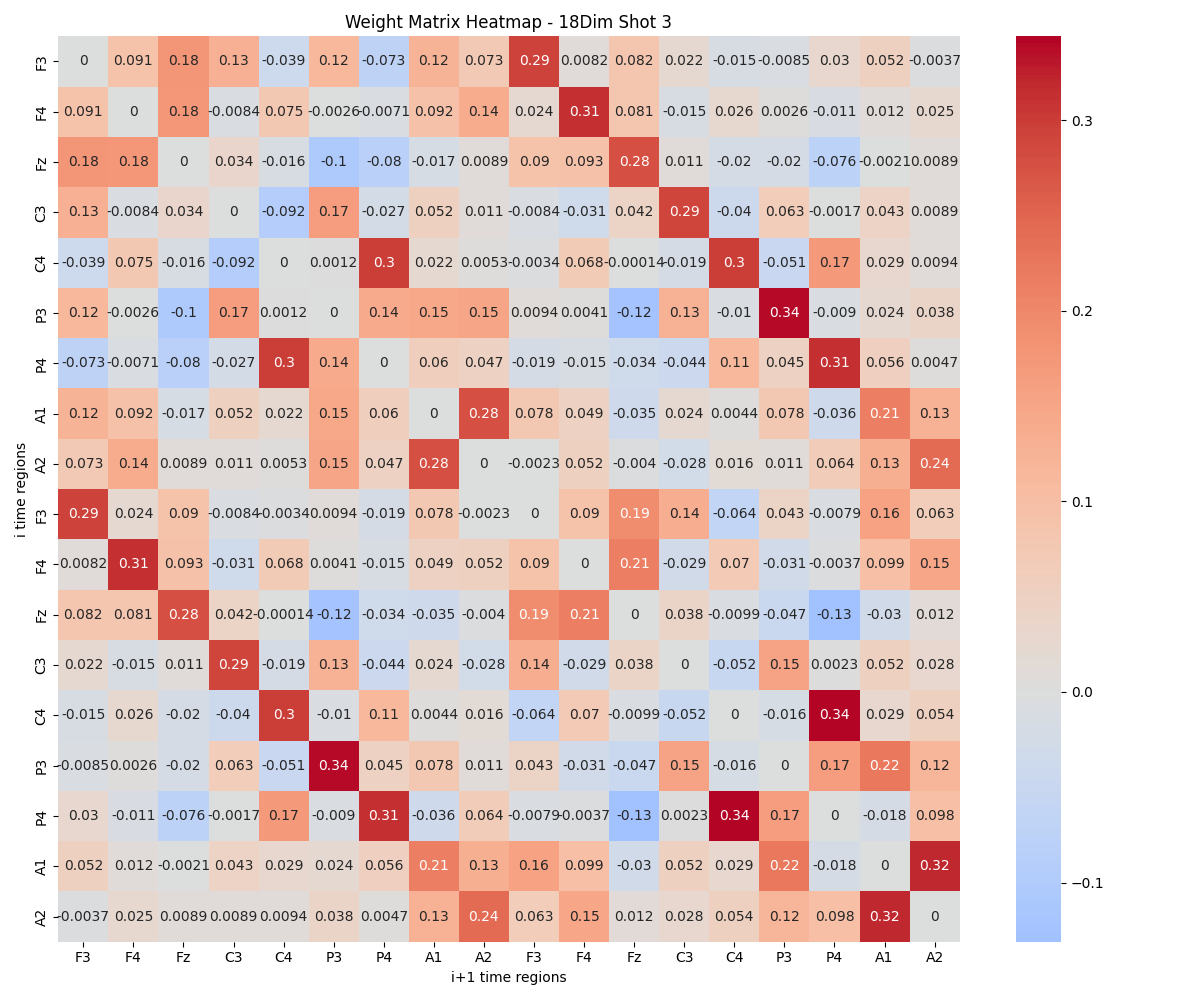 Weight Matrix Heatmap - 18Dim Shot 3
F3 0 0.091 0.18 0.13 -0.039 0.12 -0.073 0.12 0.073 0.29 0.0082 0.082 0.022 -0.015 -0.0085 0.03 0.052 -0.0037
F4 0.091 0 0.18 -0.0084 0.075 -0.0026 -0.0071 0.092 0.14 0.024 0.31 0.081 -0.015 0.026 0.0026 -0.011 0.012 0.025
Fz 0.18 0.18 0 0.034 -0.016 -0.1 -0.08 -0.017 0.0089 0.09 0.093 0.28 0.011 -0.02 -0.02 -0.076 -0.0021 0.0089
C3 0.13 -0.0084 0.034 0 -0.092 0.17 -0.027 0.052 0.011 -0.0084 -0.031 0.042 0.29 -0.04 0.063 -0.0017 0.043 0.0089
C4 -0.039 0.075 -0.016 -0.092 0 0.0012 0.3 0.022 0.0053 -0.0034 0.068 -0.00014 -0.019 0.3 -0.051 0.17 0.029 0.0094
P3 0.12 -0.0026 -0.1 0.17 0.0012 0 0.14 0.15 0.15 0.0094 0.0041 -0.12 0.13 -0.01 0.34 -0.009 0.024 0.038
P4 -0.073 -0.0071 -0.08 -0.027 0.3 0.14 0 0.06 0.047 -0.019 -0.015 -0.034 -0.044 0.11 0.045 0.31 0.056 0.0047
A1 0.12 0.092 -0.017 0.052 0.022 0.15 0.06 0 0.28 0.078 0.049 -0.035 0.024 0.0044 0.078 -0.036 0.21 0.13
A2 0.073 0.14 0.0089 0.011 0.0053 0.15 0.047 0.28 0 -0.0023 0.052 -0.004 -0.028 0.016 0.011 0.064 0.13 0.24
F3 0.29 0.024 0.09 -0.0084 -0.0034 0.0094 -0.019 0.078 -0.0023 0 0.09 0.19 0.14 -0.064 0.043 -0.0079 0.16 0.063
F4 0.0082 0.31 0.093 -0.031 0.068 0.0041 -0.015 0.049 0.052 0.09 0 0.21 -0.029 0.07 -0.031 -0.0037 0.099 0.15
Fz 0.082 0.081 0.28 0.042 -0.00014 -0.12 -0.034 -0.035 -0.004 0.19 0.21 0 0.038 -0.0099 -0.047 -0.13 -0.03 0.012
C3 0.022 -0.015 0.011 0.29 -0.019 0.13 -0.044 0.024 -0.028 0.14 -0.029 0.038 0 -0.052 0.15 0.0023 0.052 0.028
C4 -0.015 0.026 -0.02 -0.04 0.3 -0.01 0.11 0.0044 0.016 -0.064 0.07 -0.0099 -0.052 0 -0.016 0.34 0.029 0.054
P3 -0.0085 0.0026 -0.02 0.063 -0.051 0.34 0.045 0.078 0.011 0.043 -0.031 -0.047 0.15 -0.016 0 0.17 0.22 0.12
P4 0.03 -0.011 -0.076 -0.0017 0.17 -0.009 0.31 -0.036 0.064 -0.0079 -0.0037 -0.13 0.0023 0.34 0.17 0 -0.018 0.098
A1 0.052 0.012 -0.0021 0.043 0.029 0.024 0.056 0.21 0.13 0.16 0.099 -0.03 0.052 0.029 0.22 -0.018 0 0.32
A2 -0.0037 0.025 0.0089 0.0089 0.0094 0.038 0.0047 0.13 0.24 0.063 0.15 0.012 0.028 0.054 0.12 0.098 0.32 0
F3 F4 Fz C3 C4 P3 P4 A1 A2 F3 F4 Fz C3 C4 P3 P4 A1 A2
i+1 time regions
i time regions
0.3
0.2
0.1
0.0
−0.1